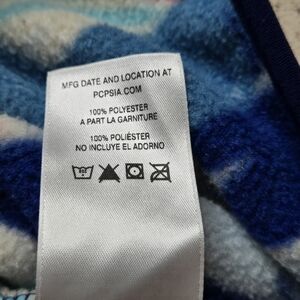 MFG DATE AND LOCATION AT
PCPSIA.COM
100% POLYESTER
A PART LA GARNITURE
100% POLIÉSTER
NO INCLUYE EL ADORNO